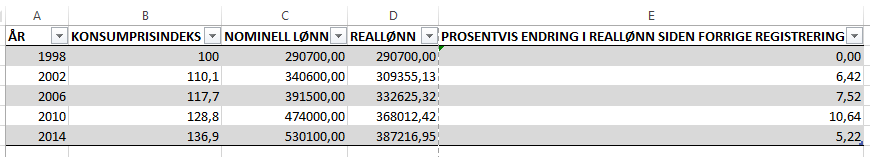 A B C D E
ÅR KONSUMPRISINDEKS NOMINELL LØNN REALLØNN PROSENTVIS ENDRING I REALLØNN SIDEN FORRIGE REGISTRERING
1998 100 290700,00 290700,00 0,00
2002 110,1 340600,00 309355,13 6,42
2006 117,7 391500,00 332625,32 7,52
2010 128,8 474000,00 368012,42 10,64
2014 136,9 530100,00 387216,95 5,22